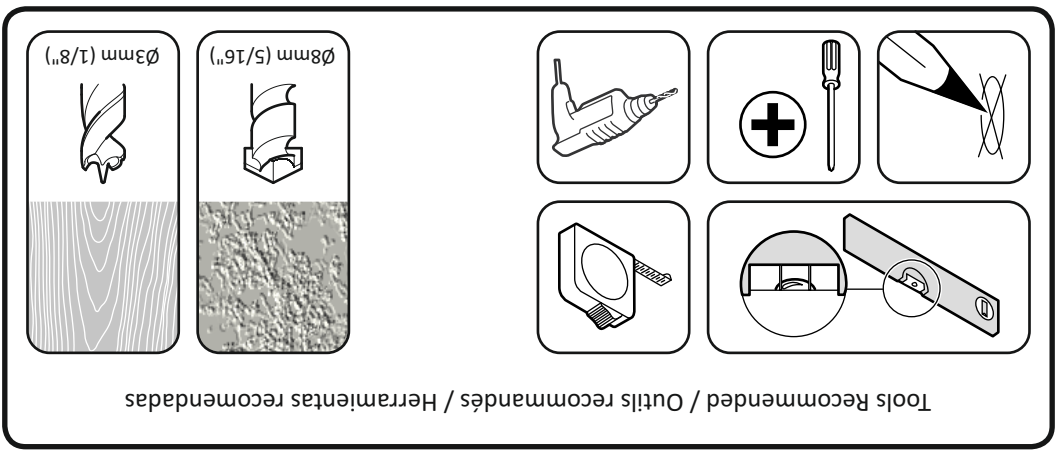 Tools Recommended / Outils recommandés / Herramientas recomendadas
Ø8mm (5/16")
Ø3mm (1/8")